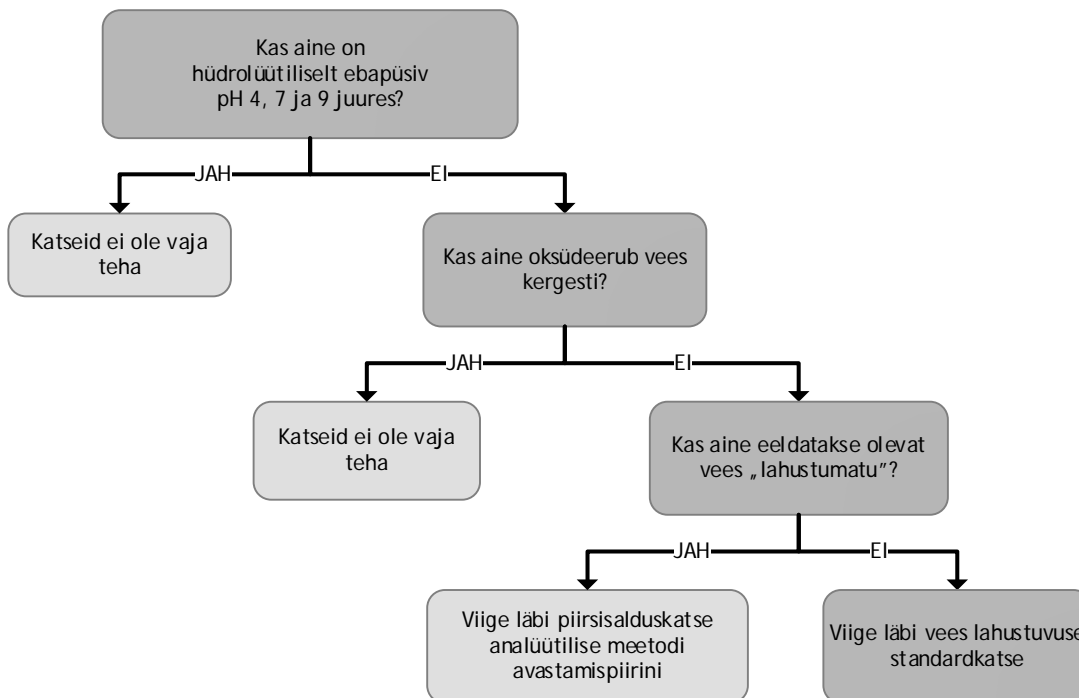 Kas aine on
hüdrolüütiliselt ebapüsiv
pH 4, 7 ja 9 juures?
JAH
EI
Katseid ei ole vaja
teha
Kas aine oksüdeerub vees
kergesti?
JAH
EI
Katseid ei ole vaja
teha
Kas aine eeldatakse olevat
vees „lahustumatu”?
JAH
EI
Viige läbi piirsisalduskatse
analüütilise meetodi
avastamispiirini
Viige läbi vees lahustuvuse
standardkatse